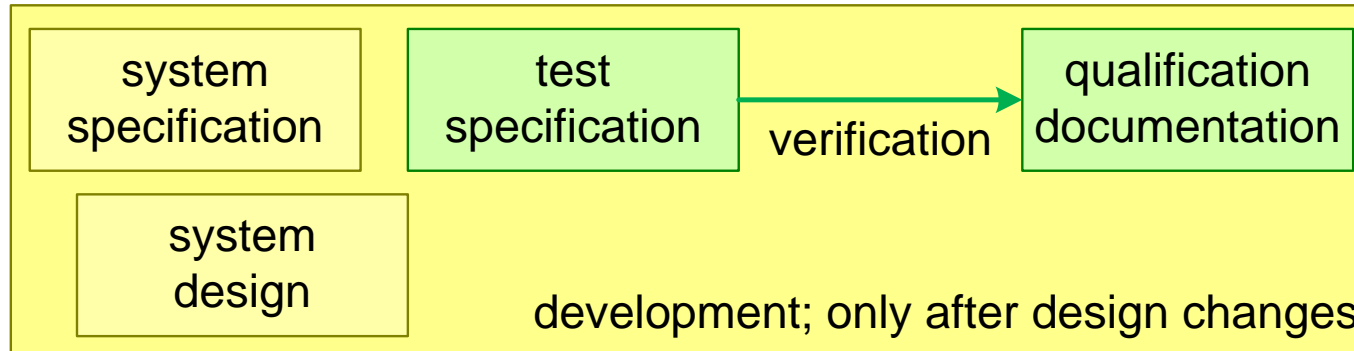 system
specification
test
specification
verification
qualification
documentation
system
design
development; only after design changes